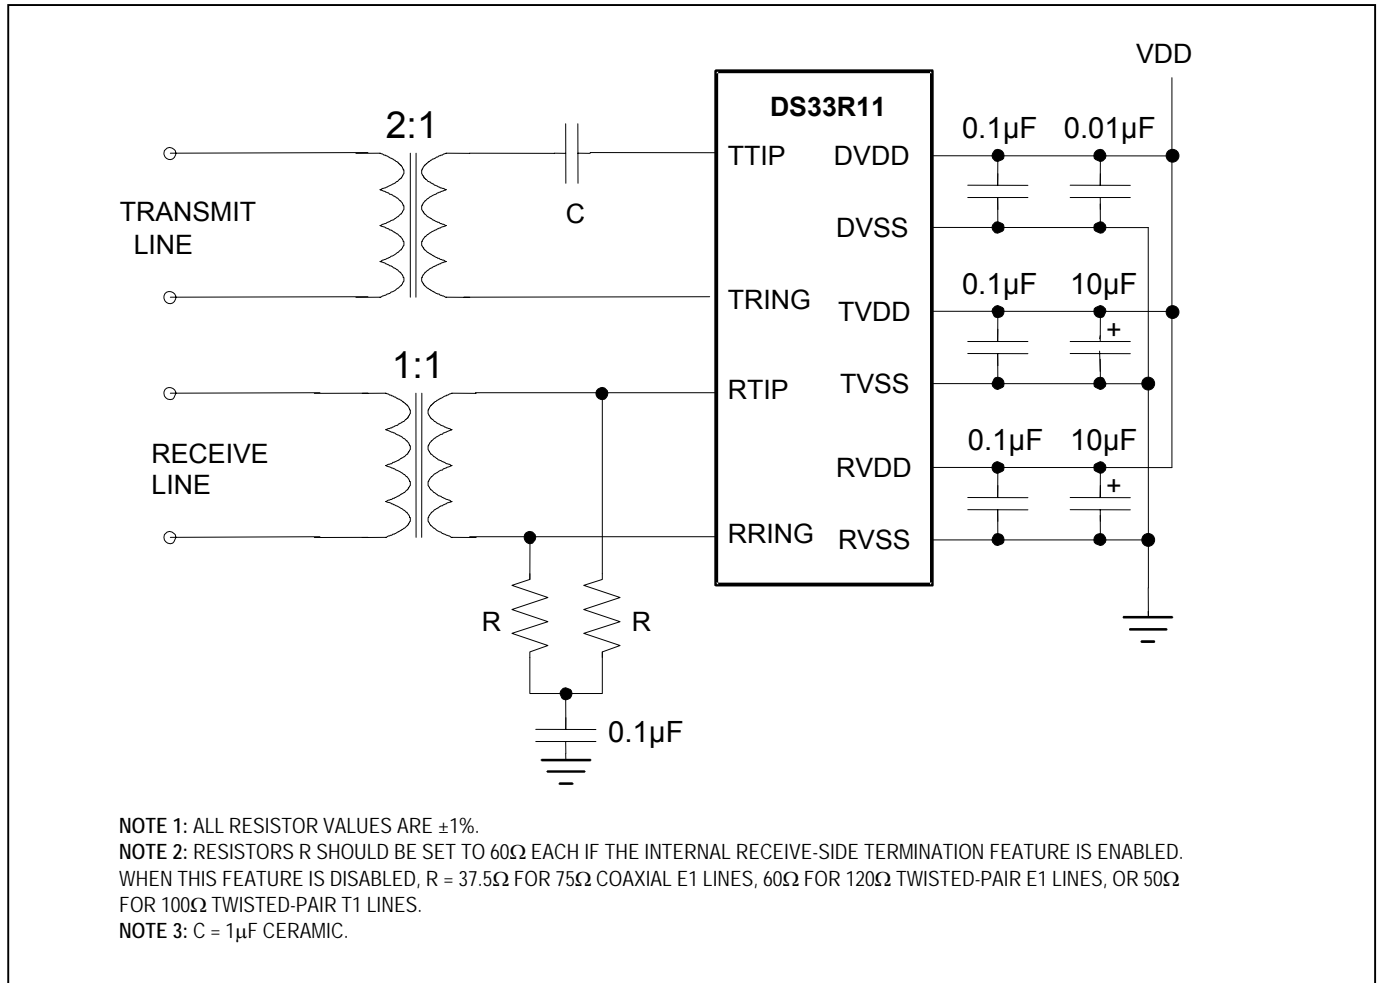 VDD
DS33R11
2:1
0.1µF 0.01µF
TTIP DVDD
C
TRANSMIT
LINE
DVSS
0.1µF 10µF
TRING TVDD
+
1:1
RTIP TVSS
0.1µF 10µF
RECEIVE
LINE
RVDD
+
RRING RVSS
R R
0.1µF
NOTE 1: ALL RESISTOR VALUES ARE ±1%.
NOTE 2: RESISTORS R SHOULD BE SET TO 60Ω EACH IF THE INTERNAL RECEIVE-SIDE TERMINATION FEATURE IS ENABLED.
WHEN THIS FEATURE IS DISABLED, R = 37.5Ω FOR 75Ω COAXIAL E1 LINES, 60Ω FOR 120Ω TWISTED-PAIR E1 LINES, OR 50Ω
FOR 100Ω TWISTED-PAIR T1 LINES.
NOTE 3: C = 1µF CERAMIC.